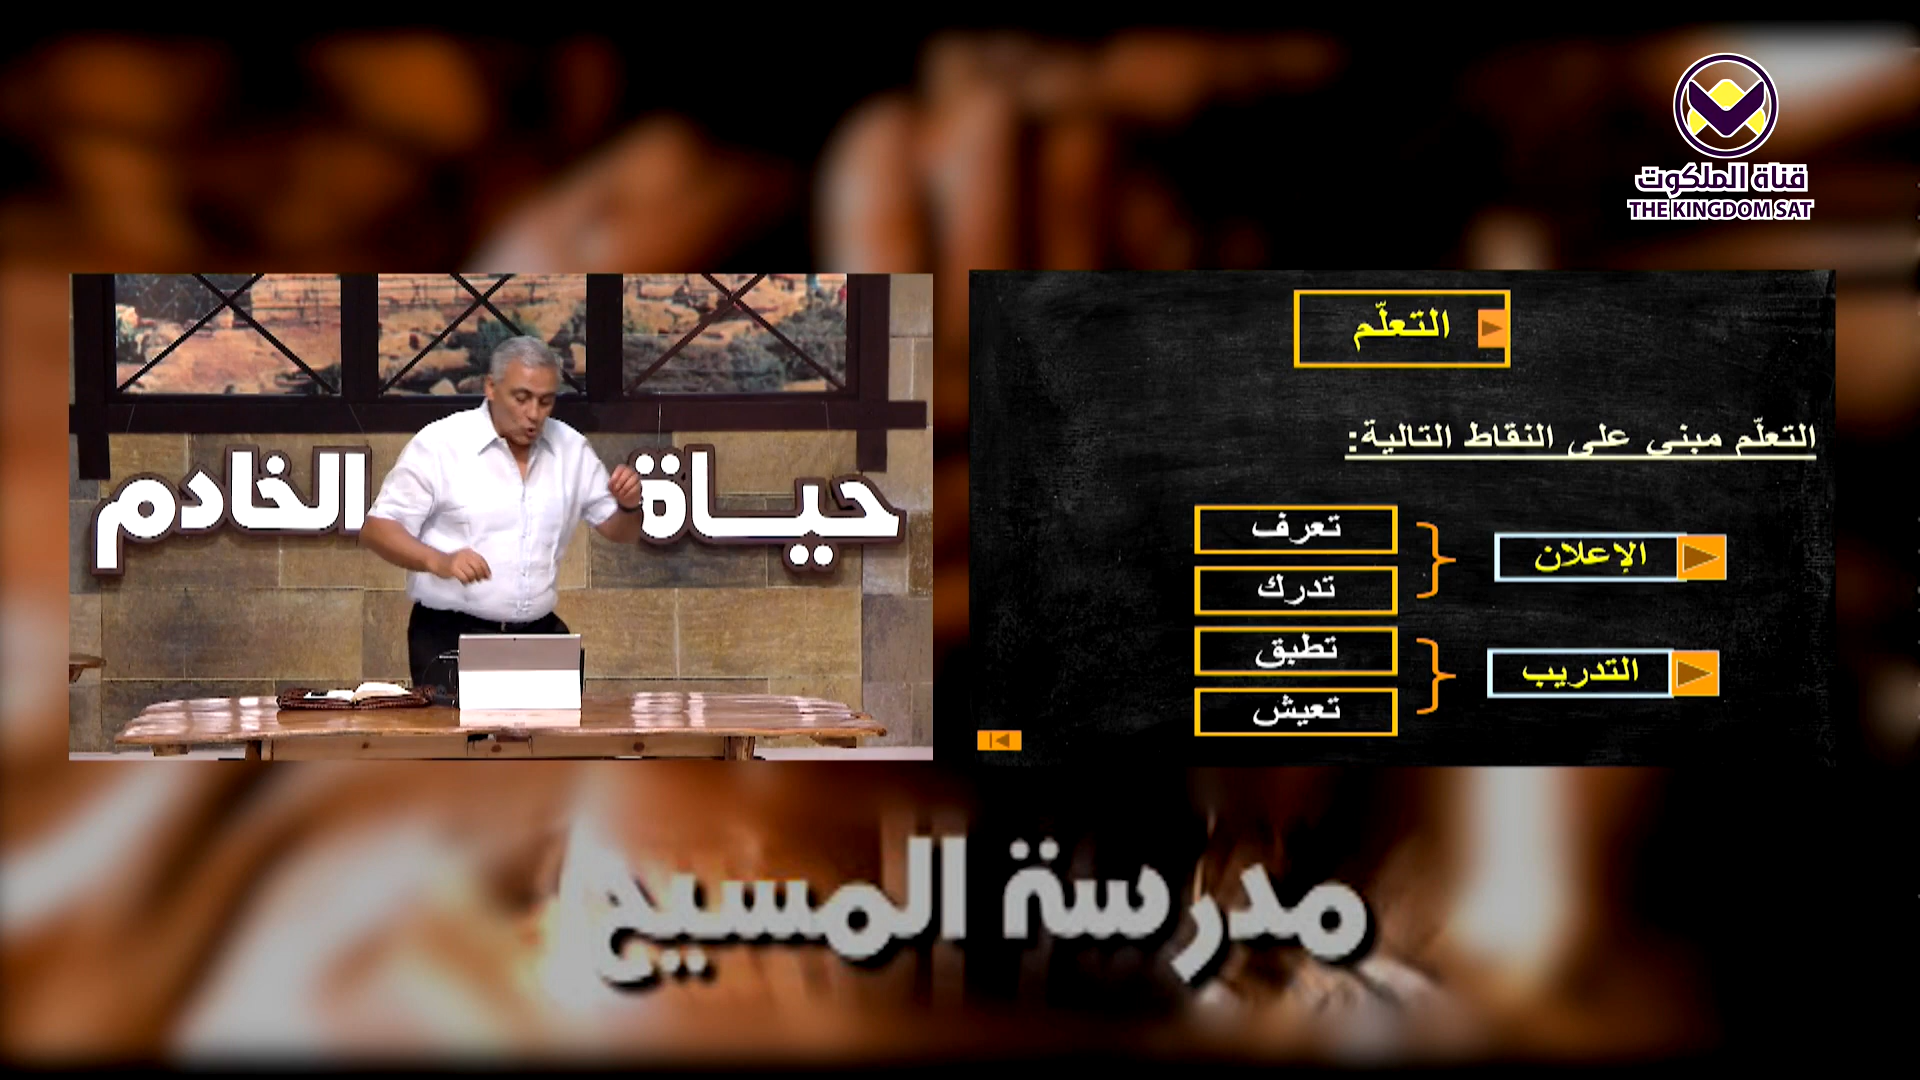 قناة الملكوت
THE KINGDOM SAT
حياة الخادم
التعلّم
التعلّم مبني على النقاط التالية:
الإعلان
تعرف
تدرك
التدريب
تطبق
تعيش
مدرسة المسيح